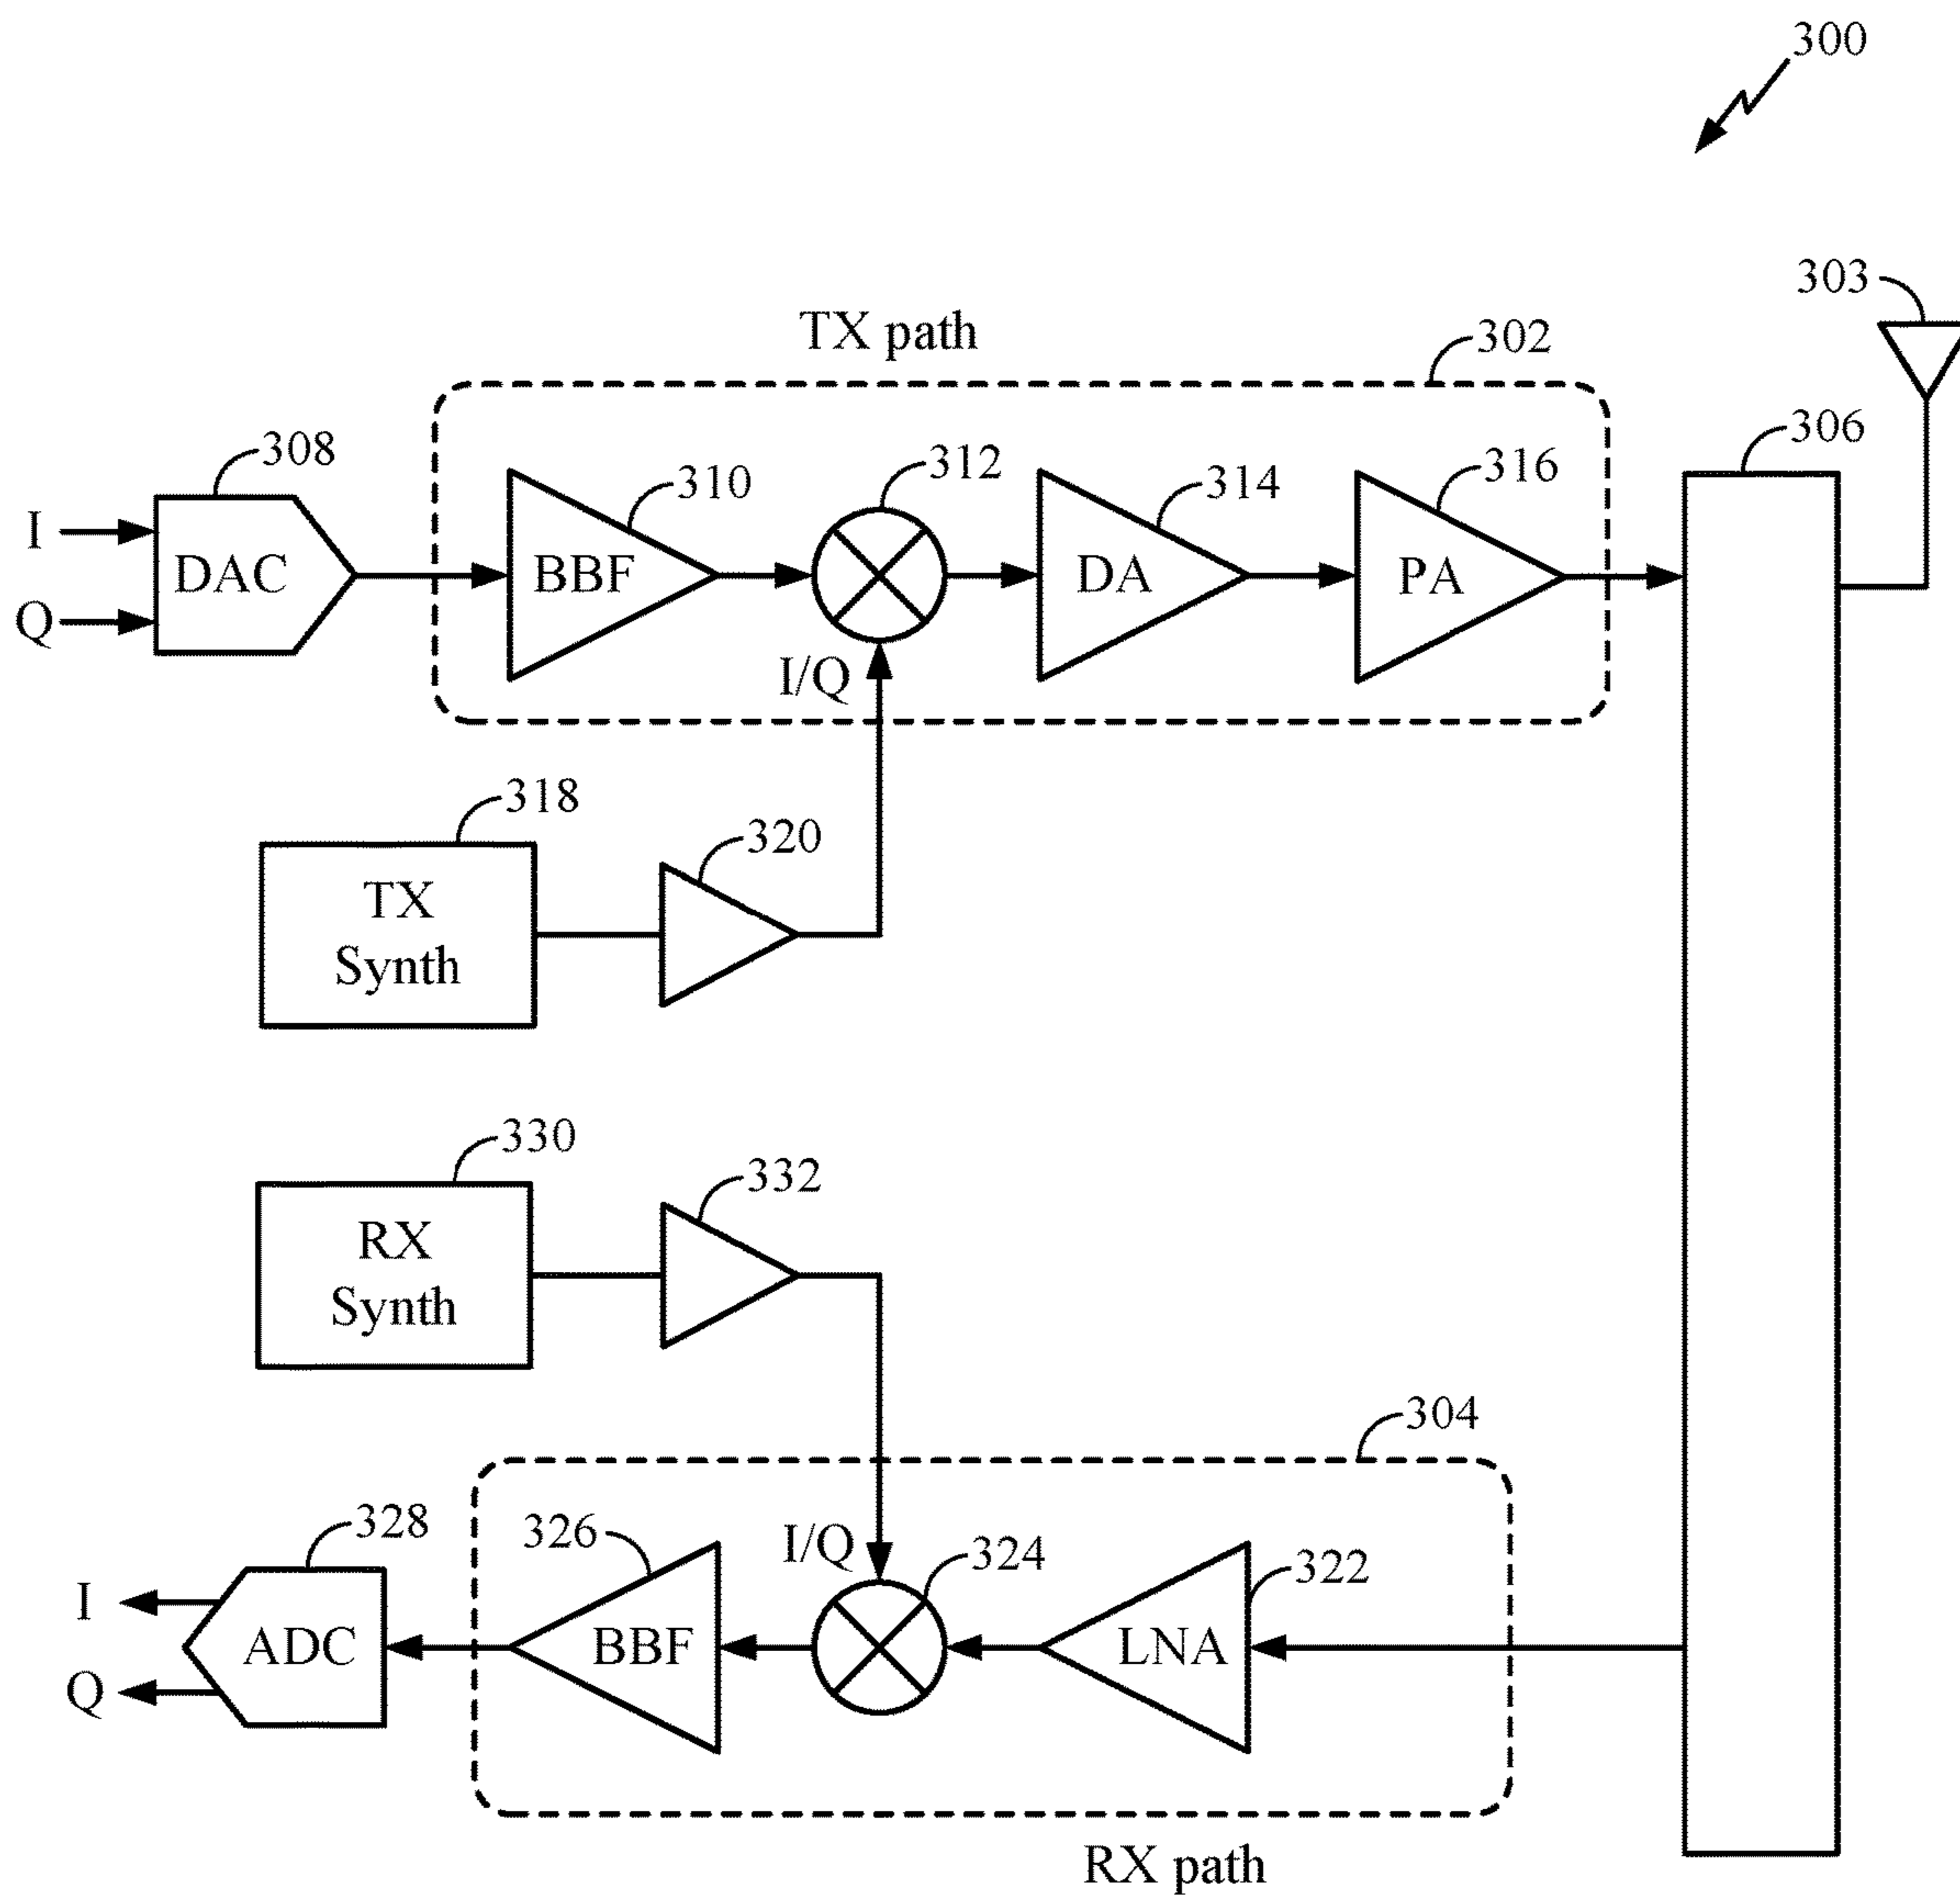 300
303
TX path
302
306
308
310
312
314
316
I
Q
DAC
BBF
DA
PA
I/Q
318
320
TX
Synth
330
332
RX
Synth
304
328
326
I/Q
324
322
I
Q
ADC
BBF
LNA
RX path